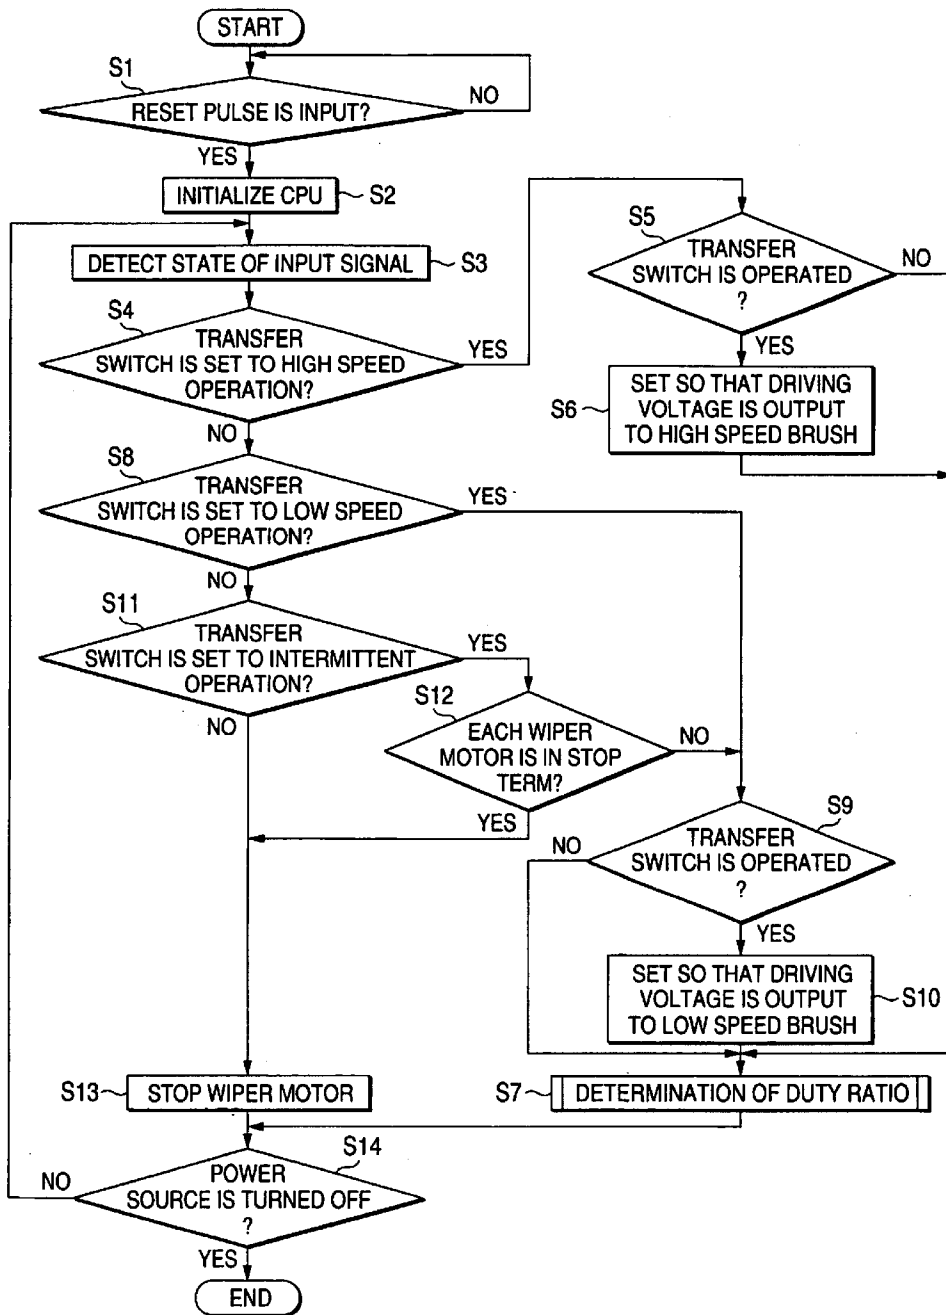 START
S1
RESET PULSE IS INPUT?
NO
YES
INITIALIZE CPU
S2
DETECT STATE OF INPUT SIGNAL
S3
S4
TRANSFER
SWITCH IS SET TO HIGH SPEED
OPERATION?
YES
NO
S5
TRANSFER
SWITCH IS OPERATED
?
NO
YES
S6
SET SO THAT DRIVING
VOLTAGE IS OUTPUT
TO HIGH SPEED BRUSH
S8
TRANSFER
SWITCH IS SET TO LOW SPEED
OPERATION?
YES
NO
S11
TRANSFER
SWITCH IS SET TO INTERMITTENT
OPERATION?
YES
NO
S12
EACH WIPER
MOTOR IS IN STOP
TERM?
NO
YES
S9
TRANSFER
SWITCH IS OPERATED
?
NO
YES
SET SO THAT DRIVING
VOLTAGE IS OUTPUT
TO LOW SPEED BRUSH
S10
S13
STOP WIPER MOTOR
S7
DETERMINATION OF DUTY RATIO
S14
POWER
SOURCE IS TURNED OFF
?
NO
YES
END